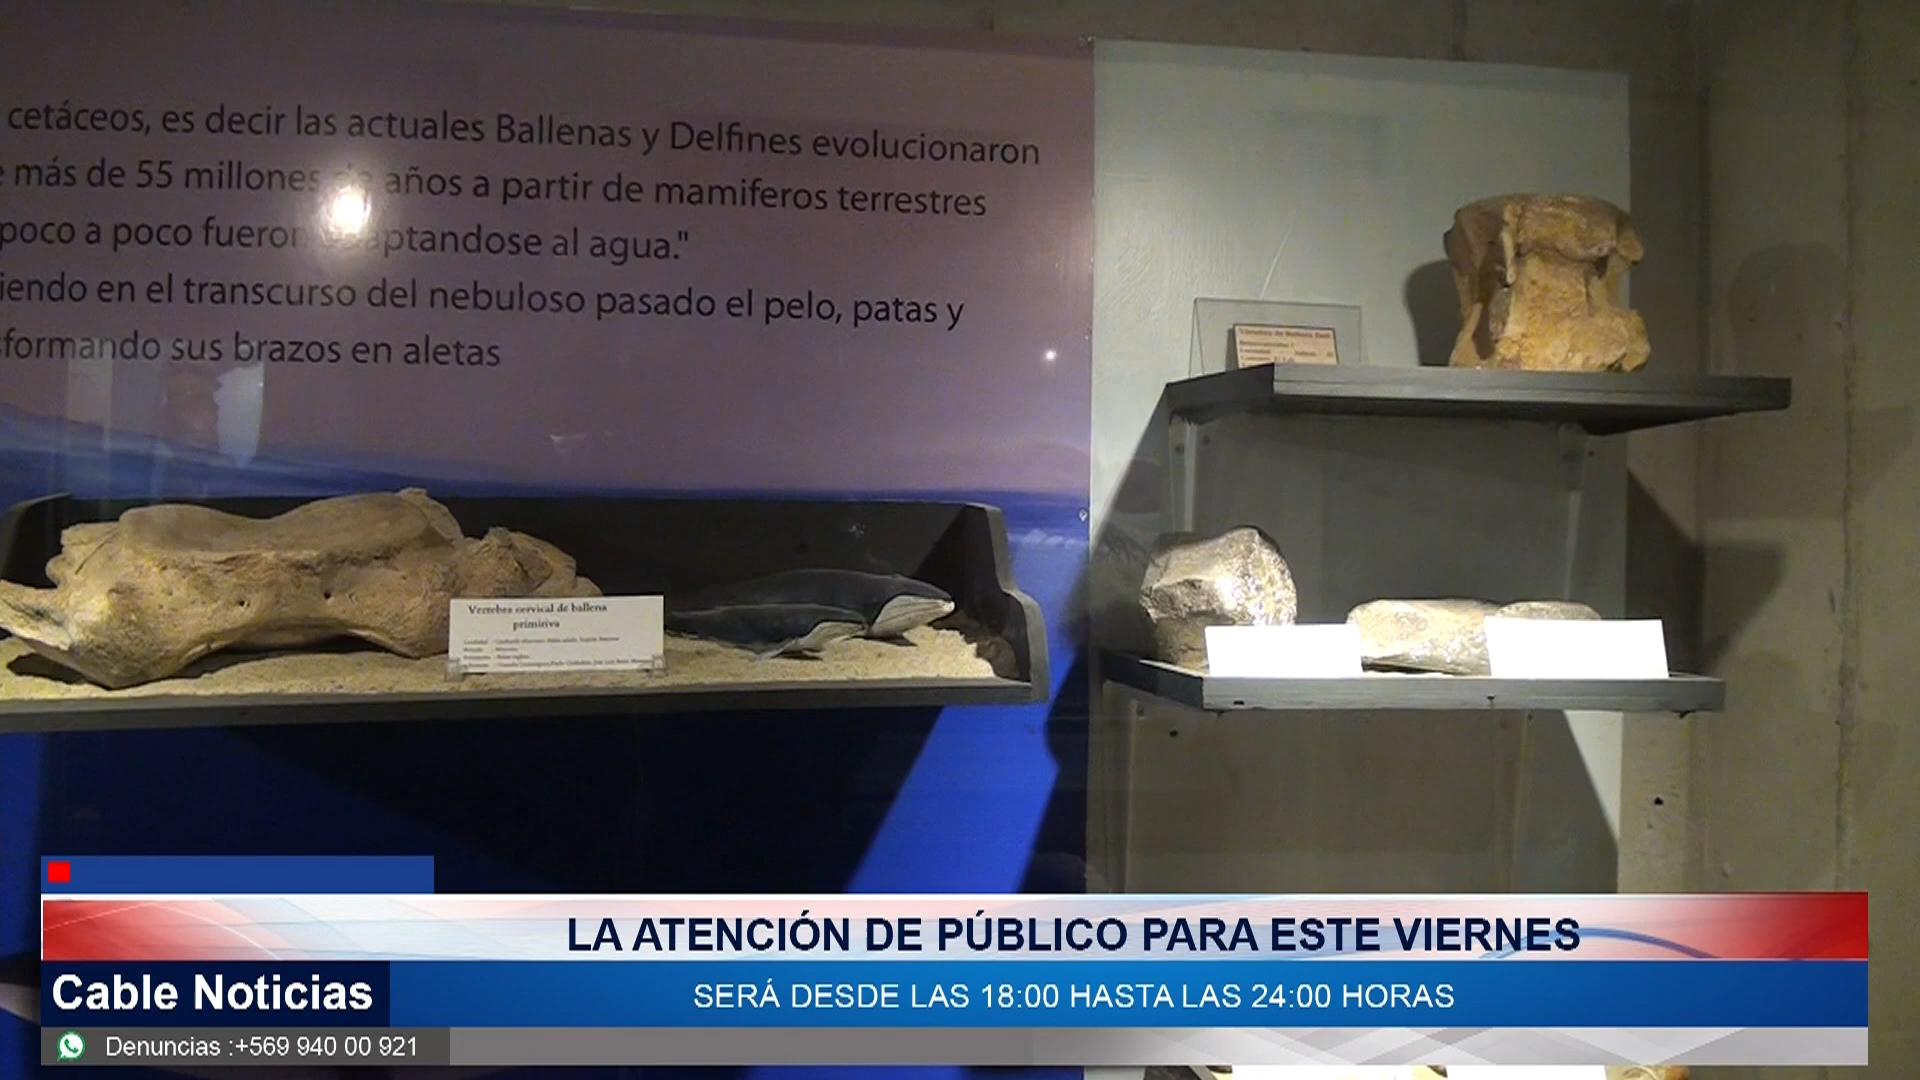 cetáceos, es decir las actuales Ballenas y Delfines evolucionaron
más de 55 millones de años a partir de mamiferos terrestres
poco a poco fueron aptandose al agua."
iendo en el transcurso del nebuloso pasado el pelo, patas y
sformando sus brazos en aletas
Vertebra cervical de ballena
primitiva
LA ATENCIÓN DE PÚBLICO PARA ESTE VIERNES
Cable Noticias
SERÁ DESDE LAS 18:00 HASTA LAS 24:00 HORAS
Denuncias :+569 940 00 921